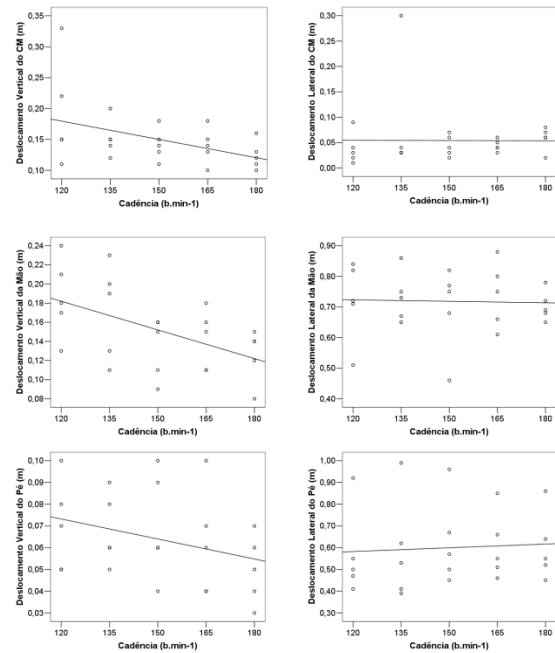 Deslocamento Vertical do CM (m)
0,35
0,30
0,25
0,20
0,15
0,10
120 135 150 165 180
Cadência (b.min-1)
Deslocamento Lateral do CM (m)
0,30
0,25
0,20
0,15
0,10
0,05
0,00
120 135 150 165 180
Cadência (b.min-1)
Deslocamento Vertical da Mão (m)
0,24
0,22
0,20
0,18
0,16
0,14
0,12
0,10
0,08
120 135 150 165 180
Cadência (b.min-1)
Deslocamento Lateral da Mão (m)
0,90
0,80
0,70
0,60
0,50
0,40
120 135 150 165 180
Cadência (b.min-1)
Deslocamento Vertical do Pé (m)
0,10
0,09
0,08
0,07
0,06
0,05
0,04
0,03
120 135 150 165 180
Cadência (b.min-1)
Deslocamento Lateral do Pé (m)
1,00
0,90
0,80
0,70
0,60
0,50
0,40
0,30
120 135 150 165 180
Cadência (b.min-1)